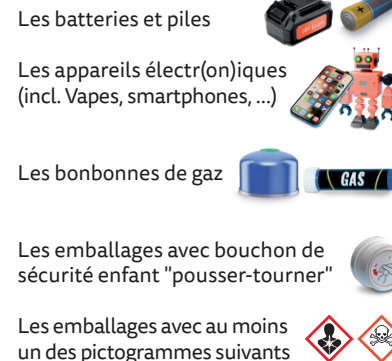 Les batteries et piles
Les appareils électr(on)iques
(incl. Vapes, smartphones, ...)
Les bonbonnes de gaz
GAS
Les emballages avec bouchon de
sécurité enfant "pousser-tourner"
Les emballages avec au moins
un des pictogrammes suivants